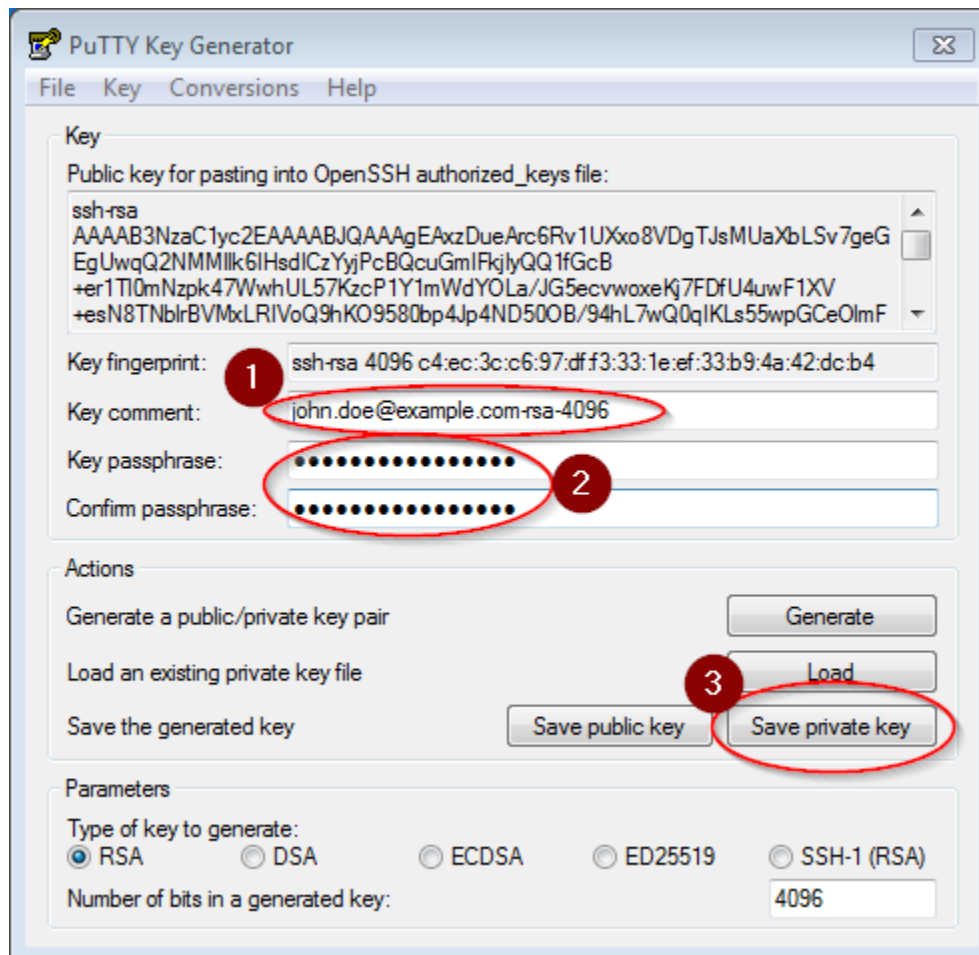 PuTTY Key Generator
File Key Conversions Help
Key
Public key for pasting into OpenSSH authorized_keys file:
ssh-rsa
AAAAB3NzaC1yc2EAAAABJQAAAgEAxzDueArc6Rv1UXxo8VDgTJsMUaXbLSv7geG
EgUwqQ2NMMIlk6IHsdICzYyjPcBQcuGmIFkjlyQQ1fGcB
+er1Tl0mNzpk47WwhUL57KzcP1Y1mWdYOLa/JG5ecvwoxeKj7FDfU4uwF1XV
+esN8TNblrBVMxLRIVoQ9hKO9580bp4Jp4ND50OB/94hL7wQ0qIKLs55wpGCeOlmF
Key fingerprint: ssh-rsa 4096 c4:ec:3c:c6:97:df:f3:33:1e:ef:33:b9:4a:42:dc:b4
1
Key comment: john.doe@example.com-rsa-4096
Key passphrase: ●●●●●●●●●●●●●●●●
2
Confirm passphrase: ●●●●●●●●●●●●●●●●
Actions
Generate a public/private key pair Generate
Load an existing private key file Load
3
Save the generated key Save public key Save private key
Parameters
Type of key to generate:
RSA DSA ECDSA ED25519 SSH-1 (RSA)
Number of bits in a generated key: 4096